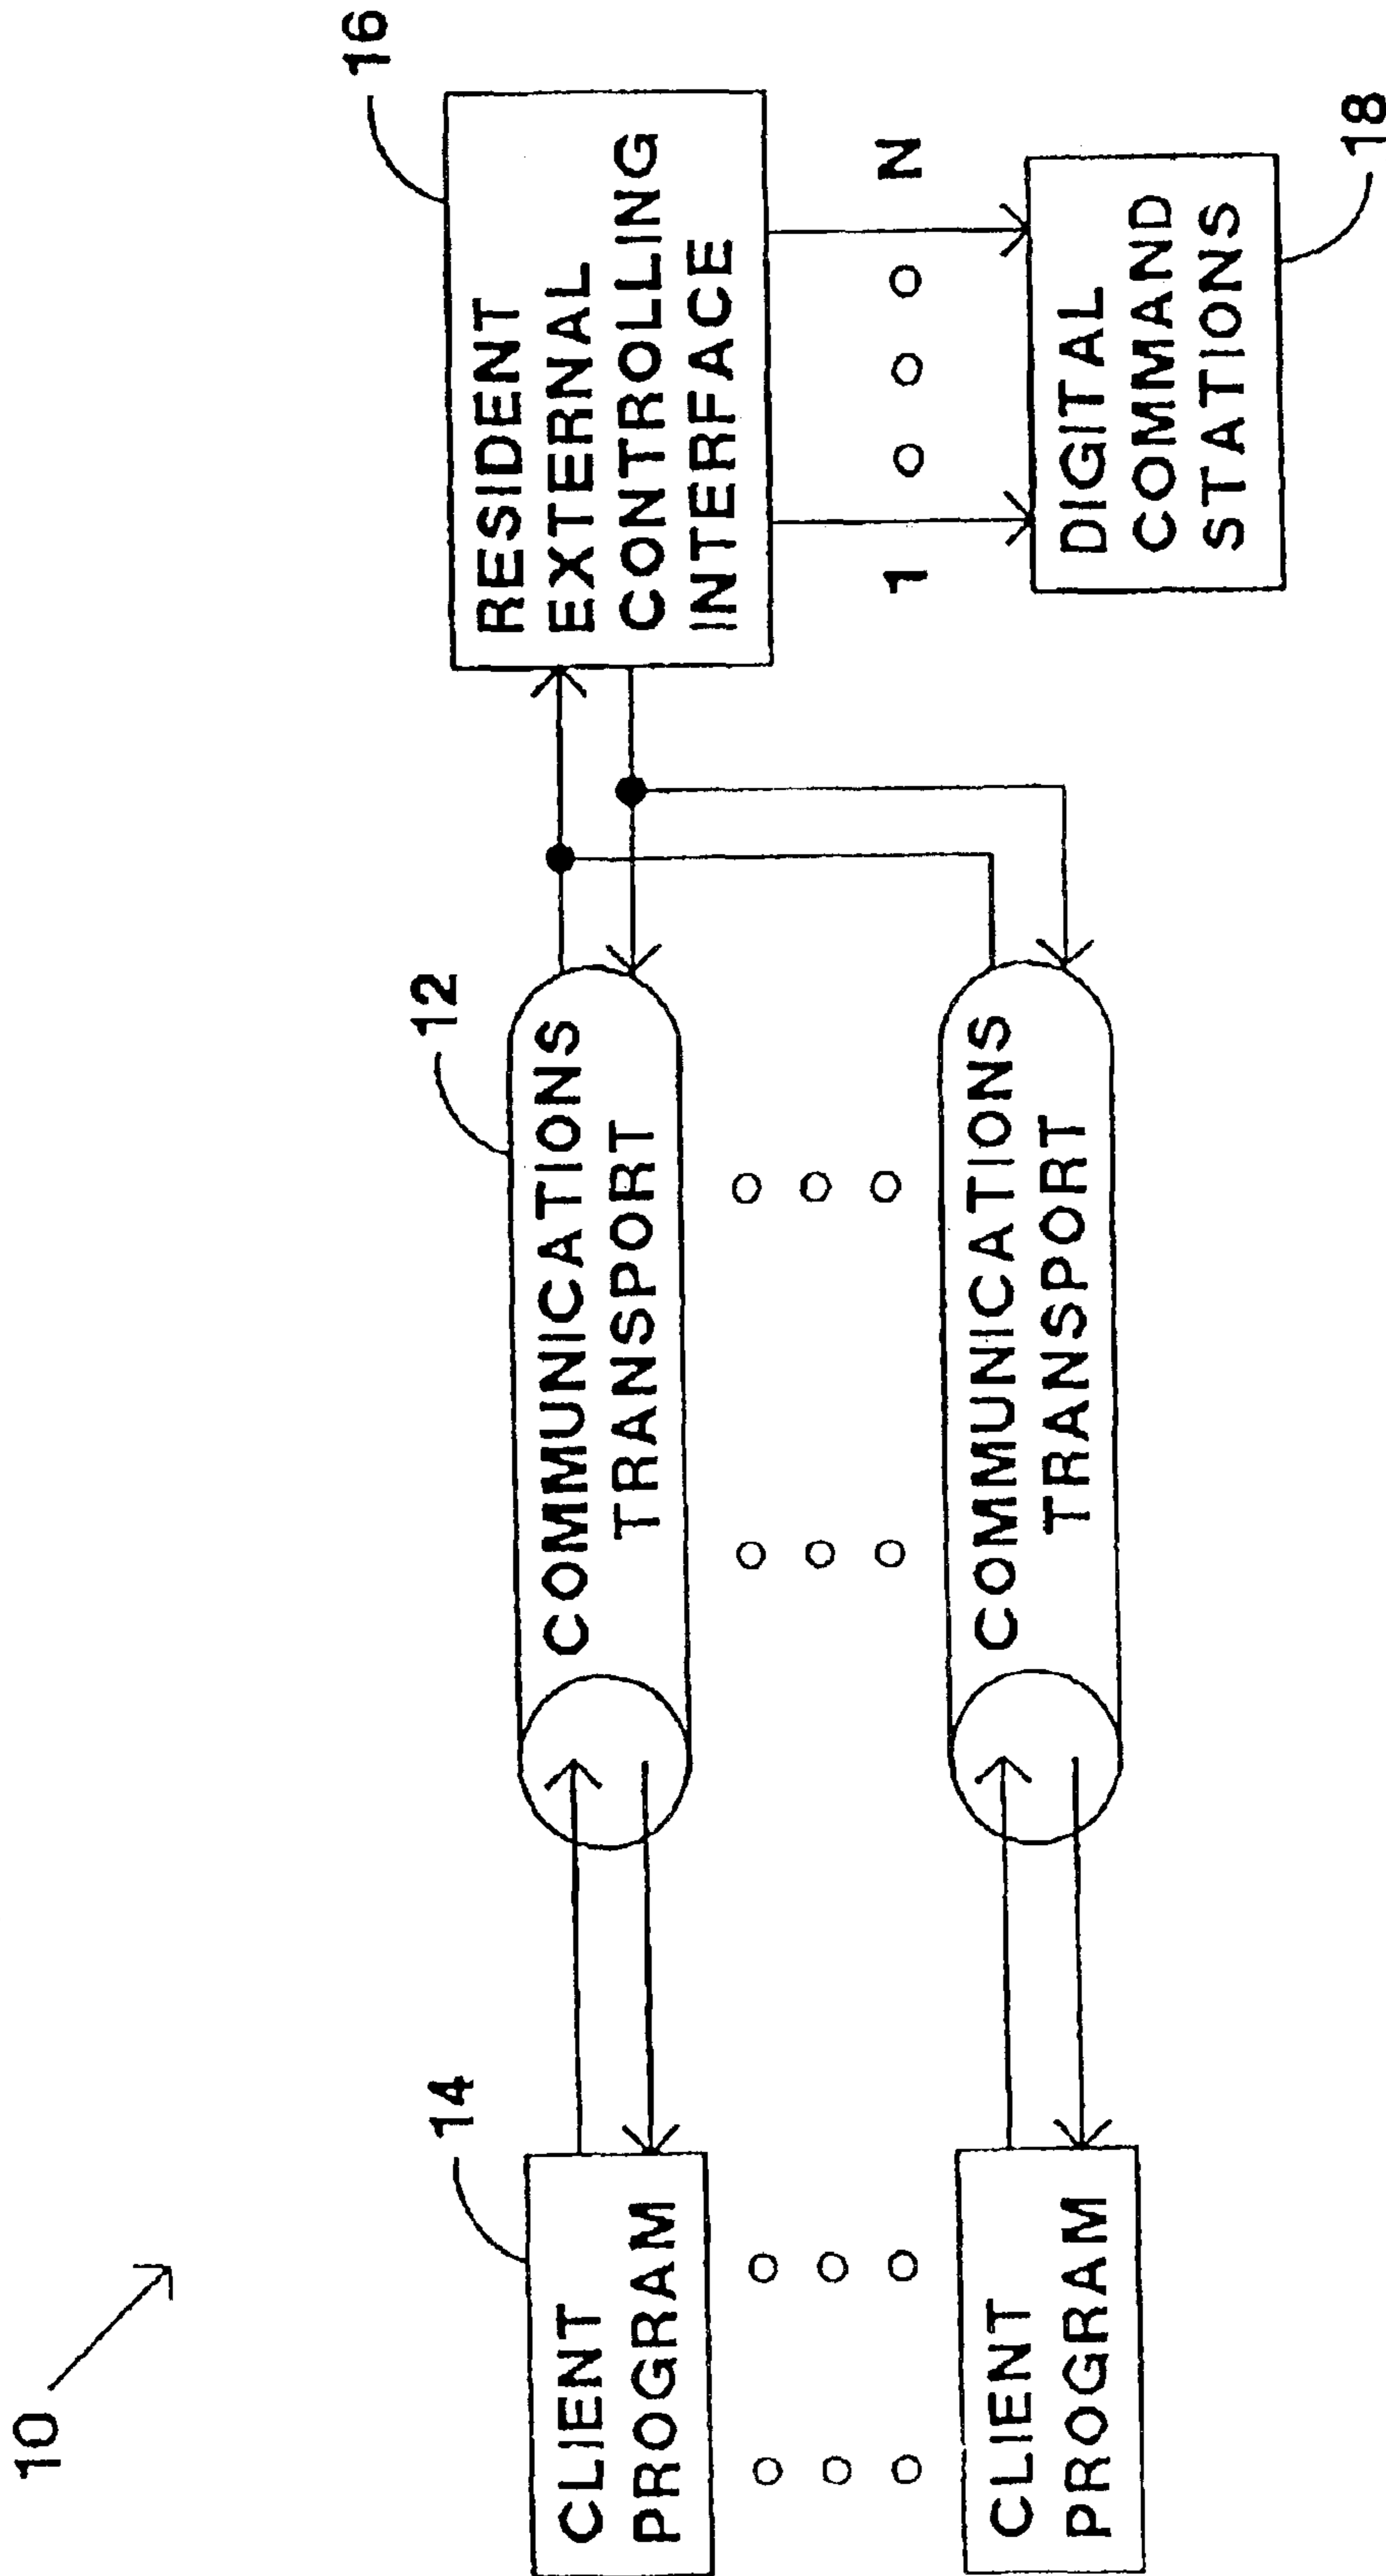 10
14
CLIENT
PROGRAM
12
COMMUNICATIONS
TRANSPORT
16
RESIDENT
EXTERNAL
CONTROLLING
INTERFACE
1
N
CLIENT
PROGRAM
COMMUNICATIONS
TRANSPORT
DIGITAL
COMMAND
STATIONS
18